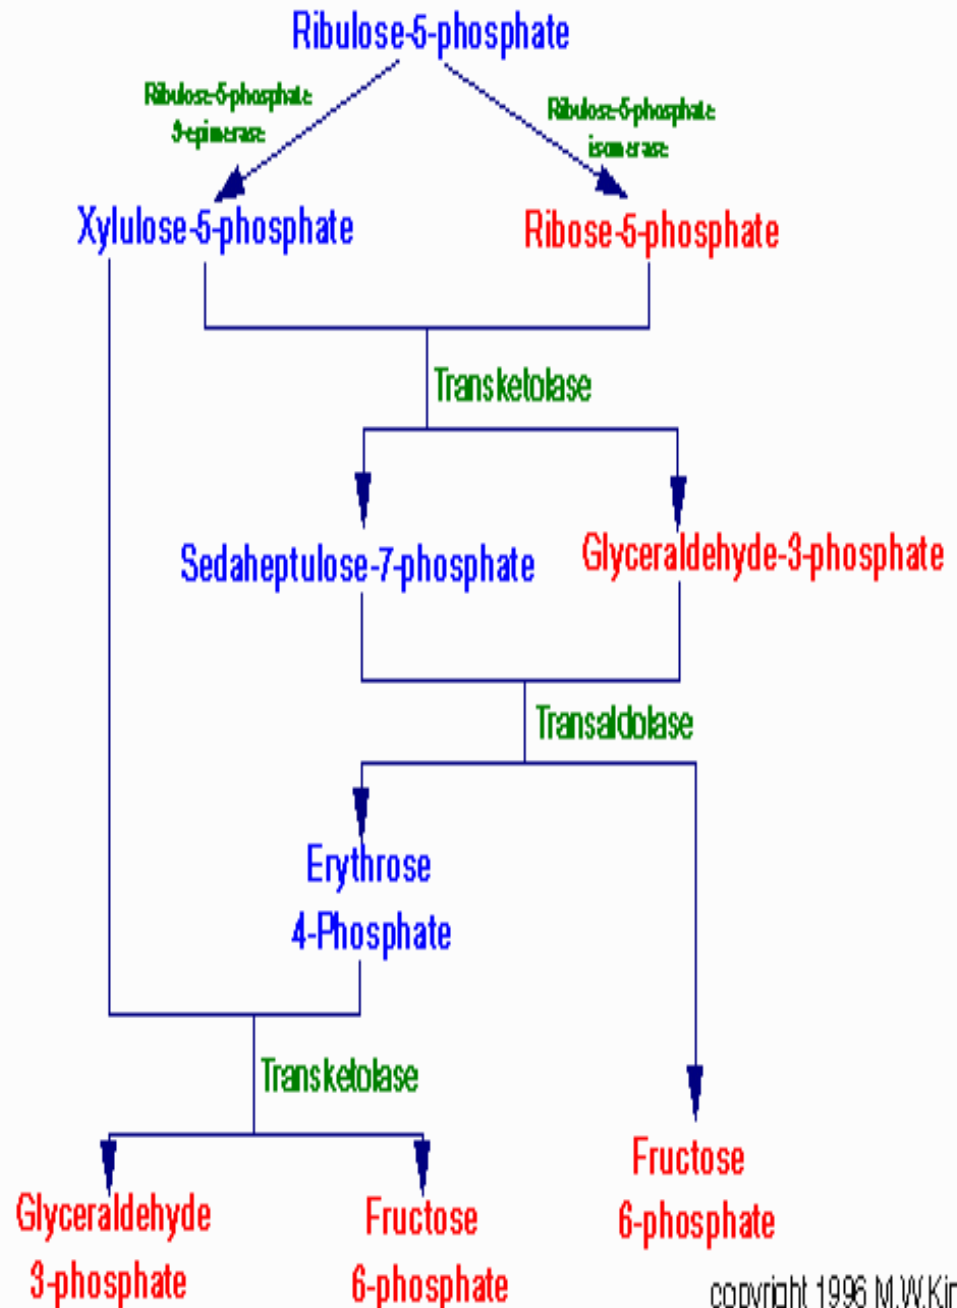 Ribulose-5-phosphate
Ribulose-5-phosphate
3-epimerase
Ribulose-5-phosphate
isomerase
Xylulose-5-phosphate
Ribose-5-phosphate
Transketolase
Sedaheptulose-7-phosphate
Glyceraldehyde-3-phosphate
Transaldolase
Erythrose
4-Phosphate
Transketolase
Glyceraldehyde
3-phosphate
Fructose
6-phosphate
Fructose
6-phosphate
copyright 1996 M.W.Kin